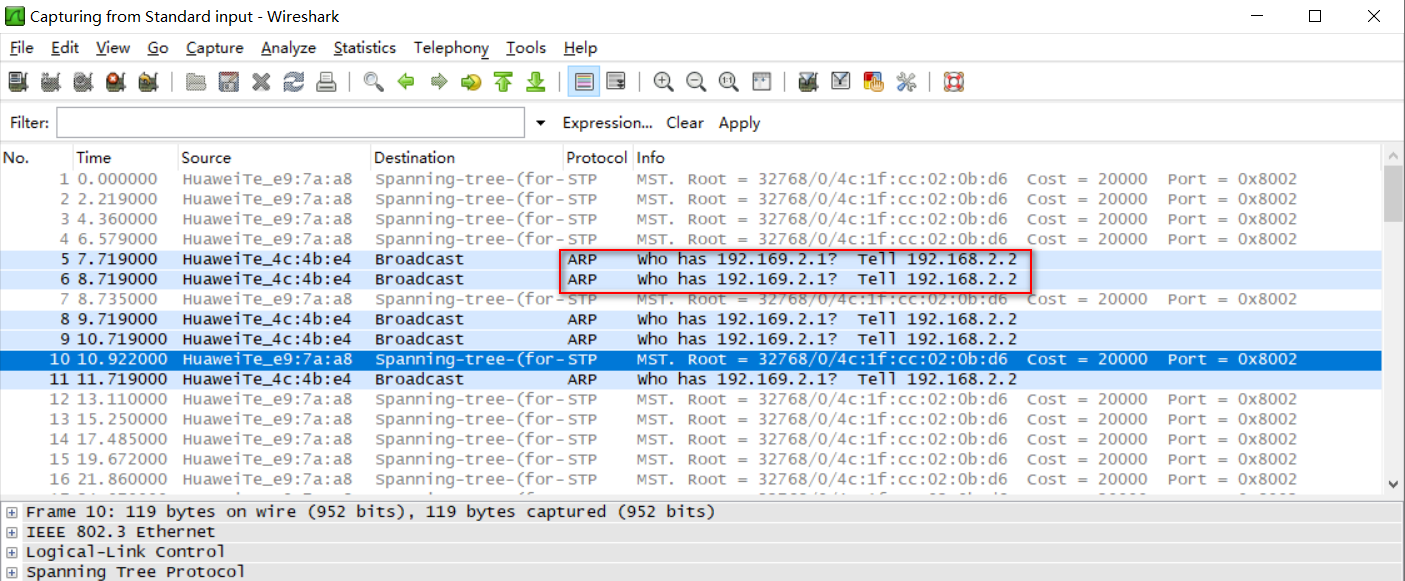 Capturing from Standard input - Wireshark
File Edit View Go Capture Analyze Statistics Telephony Tools Help
Filter: Expression... Clear Apply
No. Time Source Destination Protocol Info
1 0.000000 HuaweiTe_e9:7a:a8 Spanning-tree-(for- STP MST. Root = 32768/0/4c:1f:cc:02:0b:d6 Cost = 20000 Port = 0x8002
2 2.219000 HuaweiTe_e9:7a:a8 Spanning-tree-(for- STP MST. Root = 32768/0/4c:1f:cc:02:0b:d6 Cost = 20000 Port = 0x8002
3 4.360000 HuaweiTe_e9:7a:a8 Spanning-tree-(for- STP MST. Root = 32768/0/4c:1f:cc:02:0b:d6 Cost = 20000 Port = 0x8002
4 6.579000 HuaweiTe_e9:7a:a8 Spanning-tree-(for- STP MST. Root = 32768/0/4c:1f:cc:02:0b:d6 Cost = 20000 Port = 0x8002
5 7.719000 HuaweiTe_4c:4b:e4 Broadcast ARP Who has 192.169.2.1? Tell 192.168.2.2
6 8.719000 HuaweiTe_4c:4b:e4 Broadcast ARP Who has 192.169.2.1? Tell 192.168.2.2
7 8.735000 HuaweiTe_e9:7a:a8 Spanning-tree-(for- STP MST. Root = 32768/0/4c:1f:cc:02:0b:d6 Cost = 20000 Port = 0x8002
8 9.719000 HuaweiTe_4c:4b:e4 Broadcast ARP Who has 192.169.2.1? Tell 192.168.2.2
9 10.719000 HuaweiTe_4c:4b:e4 Broadcast ARP Who has 192.169.2.1? Tell 192.168.2.2
10 10.922000 HuaweiTe_e9:7a:a8 Spanning-tree-(for- STP MST. Root = 32768/0/4c:1f:cc:02:0b:d6 Cost = 20000 Port = 0x8002
11 11.719000 HuaweiTe_4c:4b:e4 Broadcast ARP Who has 192.169.2.1? Tell 192.168.2.2
12 13.110000 HuaweiTe_e9:7a:a8 Spanning-tree-(for- STP MST. Root = 32768/0/4c:1f:cc:02:0b:d6 Cost = 20000 Port = 0x8002
13 15.250000 HuaweiTe_e9:7a:a8 Spanning-tree-(for- STP MST. Root = 32768/0/4c:1f:cc:02:0b:d6 Cost = 20000 Port = 0x8002
14 17.485000 HuaweiTe_e9:7a:a8 Spanning-tree-(for- STP MST. Root = 32768/0/4c:1f:cc:02:0b:d6 Cost = 20000 Port = 0x8002
15 19.672000 HuaweiTe_e9:7a:a8 Spanning-tree-(for- STP MST. Root = 32768/0/4c:1f:cc:02:0b:d6 Cost = 20000 Port = 0x8002
16 21.860000 HuaweiTe_e9:7a:a8 Spanning-tree-(for- STP MST. Root = 32768/0/4c:1f:cc:02:0b:d6 Cost = 20000 Port = 0x8002
Frame 10: 119 bytes on wire (952 bits), 119 bytes captured (952 bits)
IEEE 802.3 Ethernet
Logical-Link Control
Spanning Tree Protocol